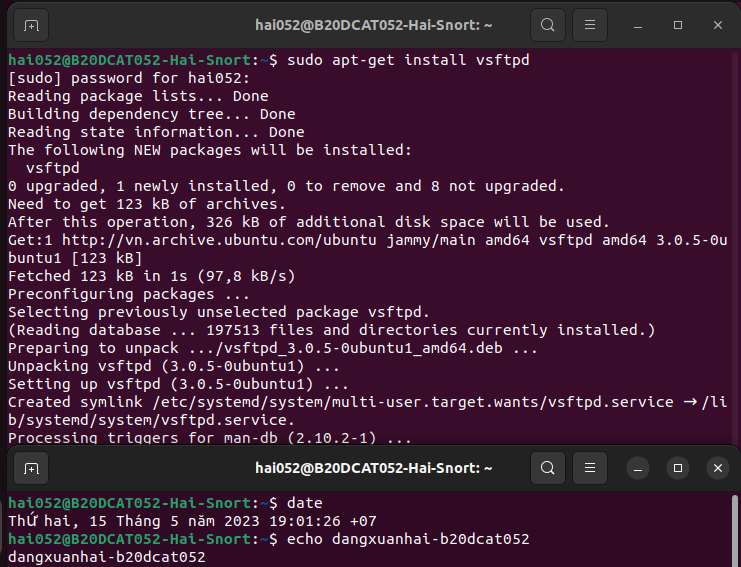 hai052@B20DCAT052-Hai-Snort: ~
hai052@B20DCAT052-Hai-Snort:~$ sudo apt-get install vsftpd
[sudo] password for hai052:
Reading package lists... Done
Building dependency tree... Done
Reading state information... Done
The following NEW packages will be installed:
  vsftpd
0 upgraded, 1 newly installed, 0 to remove and 8 not upgraded.
Need to get 123 kB of archives.
After this operation, 326 kB of additional disk space will be used.
Get:1 http://vn.archive.ubuntu.com/ubuntu jammy/main amd64 vsftpd amd64 3.0.5-0u
buntu1 [123 kB]
Fetched 123 kB in 1s (97,8 kB/s)
Preconfiguring packages ...
Selecting previously unselected package vsftpd.
(Reading database ... 197513 files and directories currently installed.)
Preparing to unpack .../vsftpd_3.0.5-0ubuntu1_amd64.deb ...
Unpacking vsftpd (3.0.5-0ubuntu1) ...
Setting up vsftpd (3.0.5-0ubuntu1) ...
Created symlink /etc/systemd/system/multi-user.target.wants/vsftpd.service → /li
b/systemd/system/vsftpd.service.
Processing triggers for man-db (2.10.2-1) ...
hai052@B20DCAT052-Hai-Snort: ~
hai052@B20DCAT052-Hai-Snort:~$ date
Thứ hai, 15 Tháng 5 năm 2023 19:01:26 +07
hai052@B20DCAT052-Hai-Snort:~$ echo dangxuanhai-b20dcat052
dangxuanhai-b20dcat052